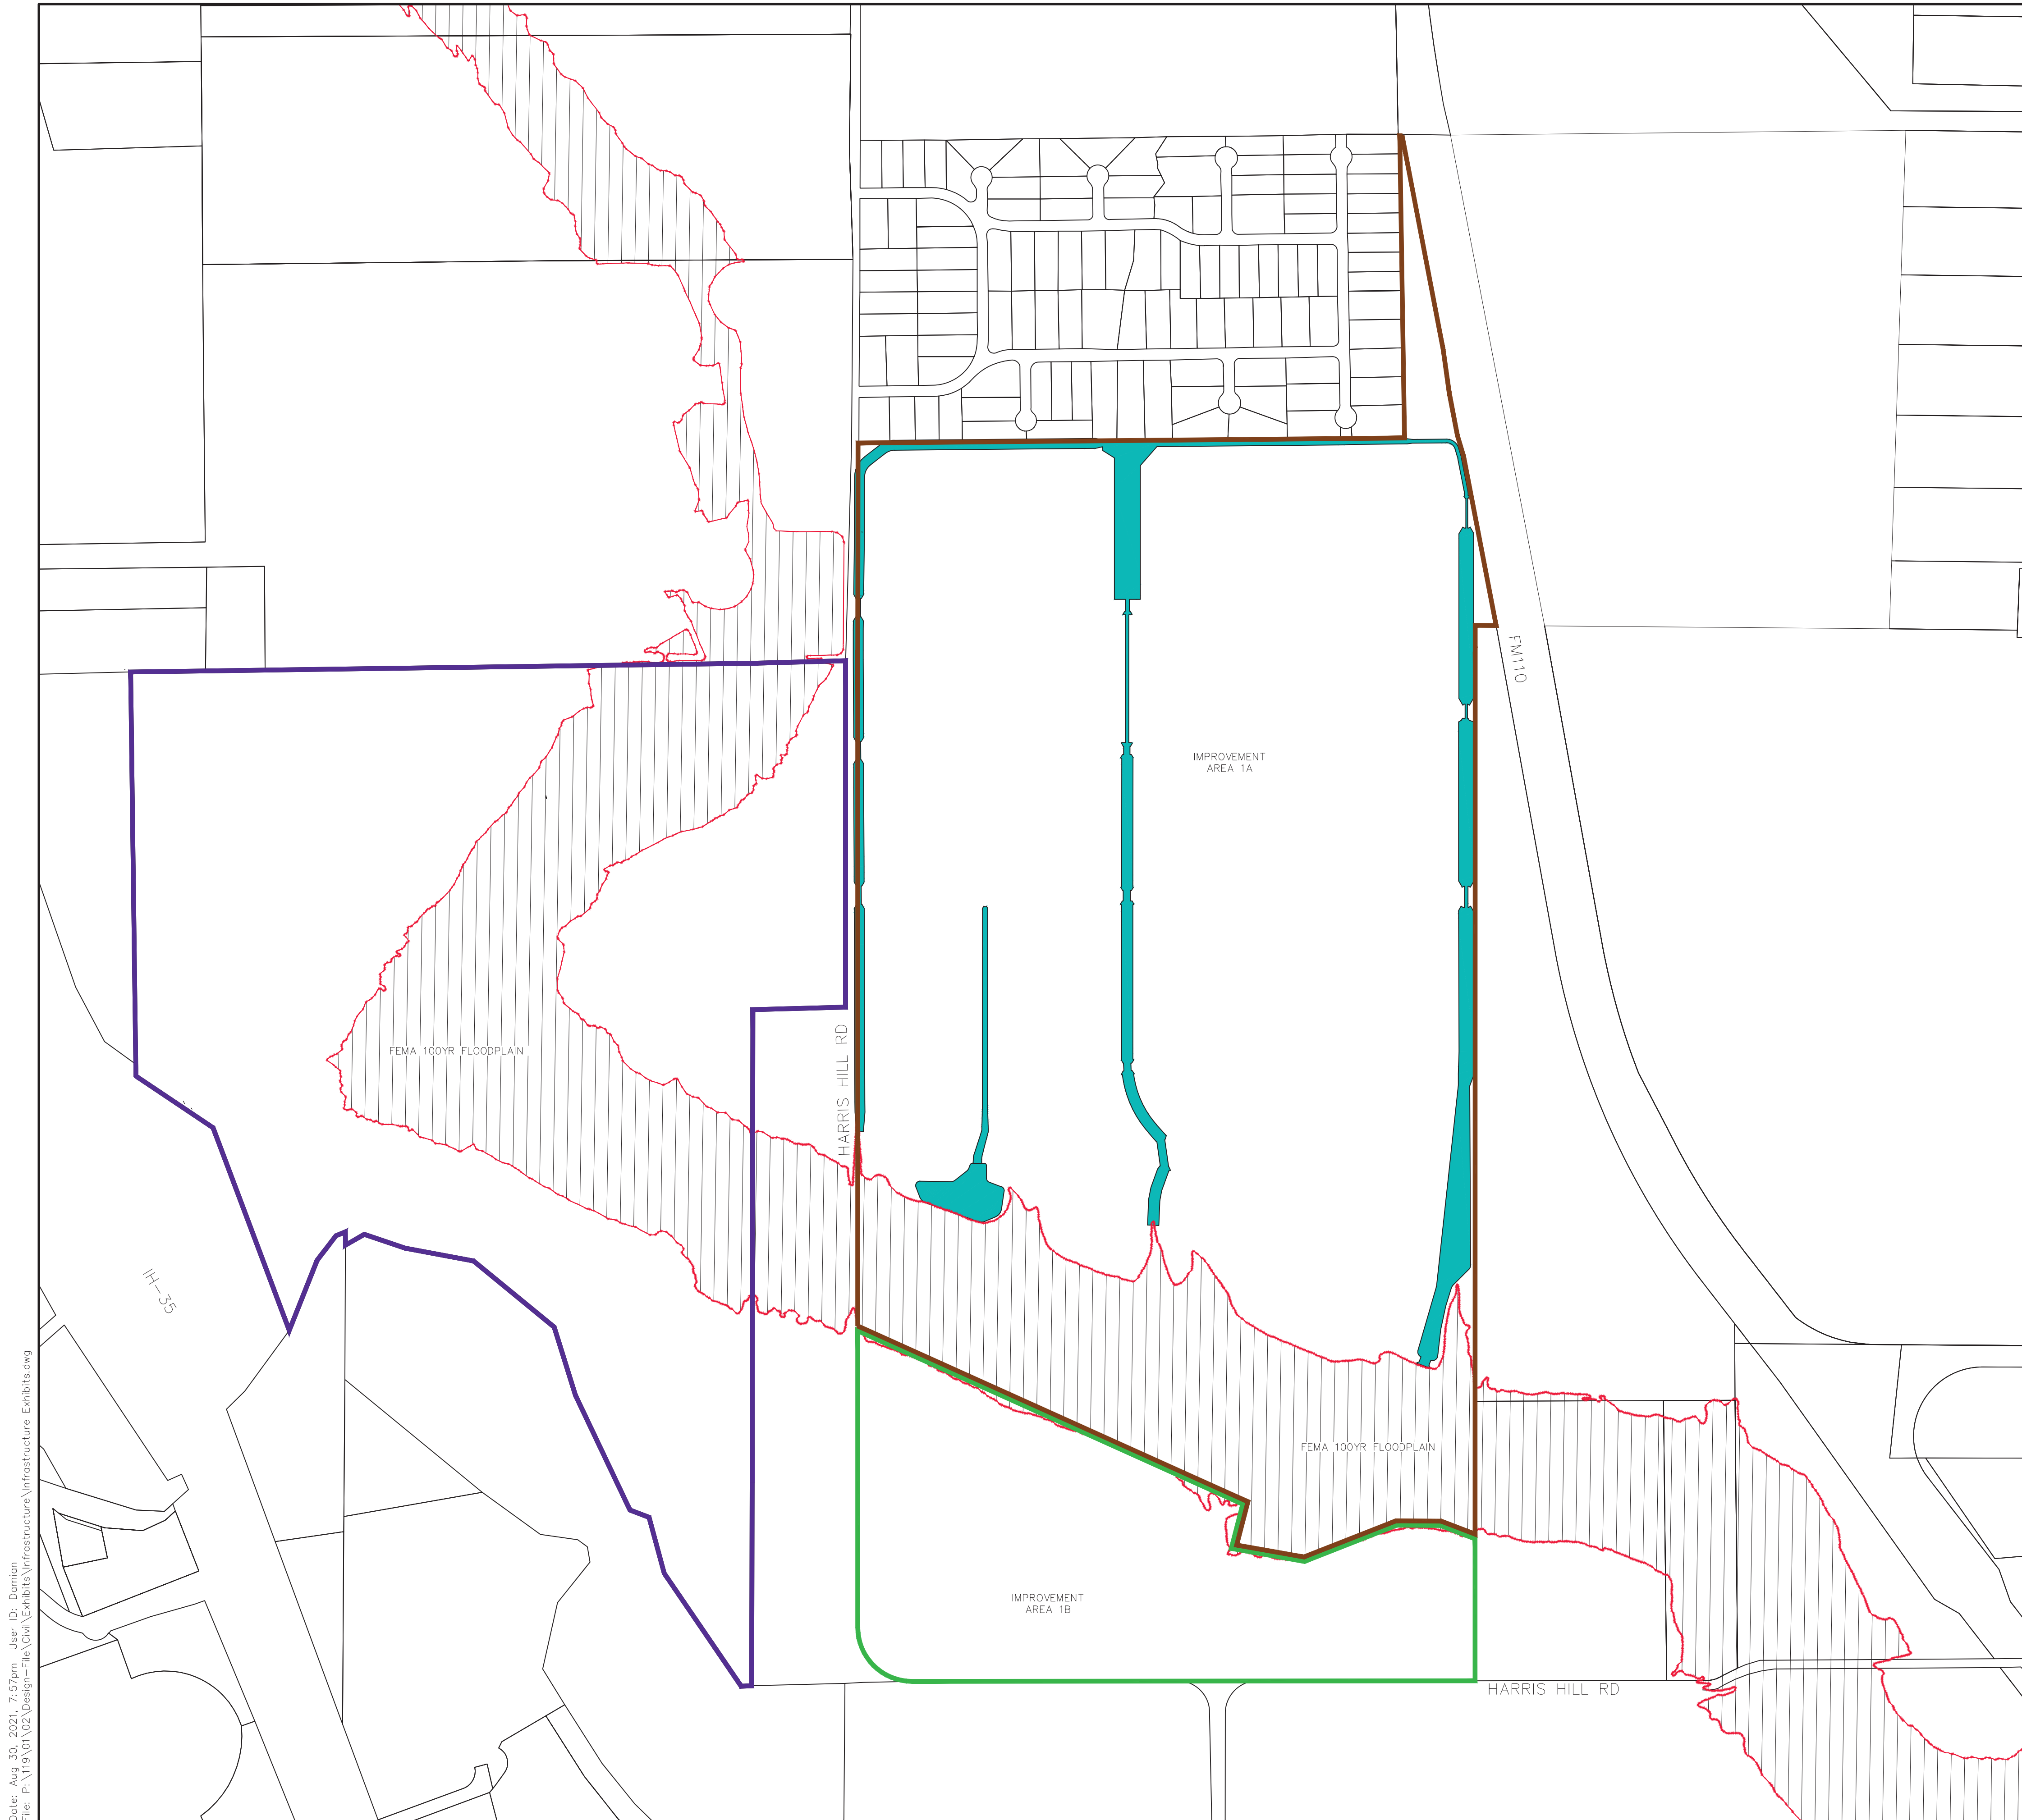 FM110
IMPROVEMENT
AREA 1A
FEMA 100YR FLOODPLAIN
HARRIS HILL RD
IH-35
FEMA 100YR FLOODPLAIN
IMPROVEMENT
AREA 1B
HARRIS HILL RD
Date: Aug 30, 2021, 7:57pm User ID: Damian
File: P:\119\01\02\Design-File\Civil\Exhibits\Infrastructure\Infrastructure Exhibits.dwg